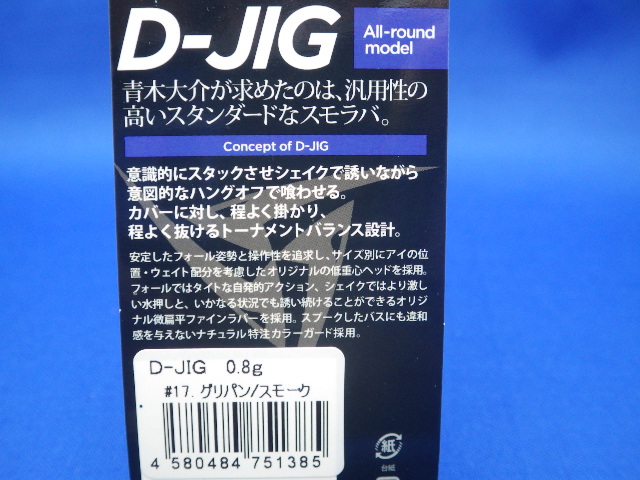 D-JIG
All-round
model
青木大介が求めたのは、汎用性の
高いスタンダードなスモラバ。
Concept of D-JIG
意識的にスタックさせシェイクで誘いながら
意図的なハングオフで喰わせる。
カバーに対し、程よく掛かり、
程よく抜けるトーナメントバランス設計。
安定したフォール姿勢と操作性を追求し、サイズ別にアイの位
置・ウェイト配分を考慮したオリジナルの低重心ヘッドを採用。
フォールではタイトな自発的アクション、シェイクではより激し
い水押しと、いかなる状況でも誘い続けることができるオリジ
ナル微扁平ファインラバーを採用。スプークしたバスにも違和
感を与えないナチュラル特注カラーガード採用。
D-JIG 0.8g
#17. グリパン/スモーク
4 580484 751385
紙
台紙